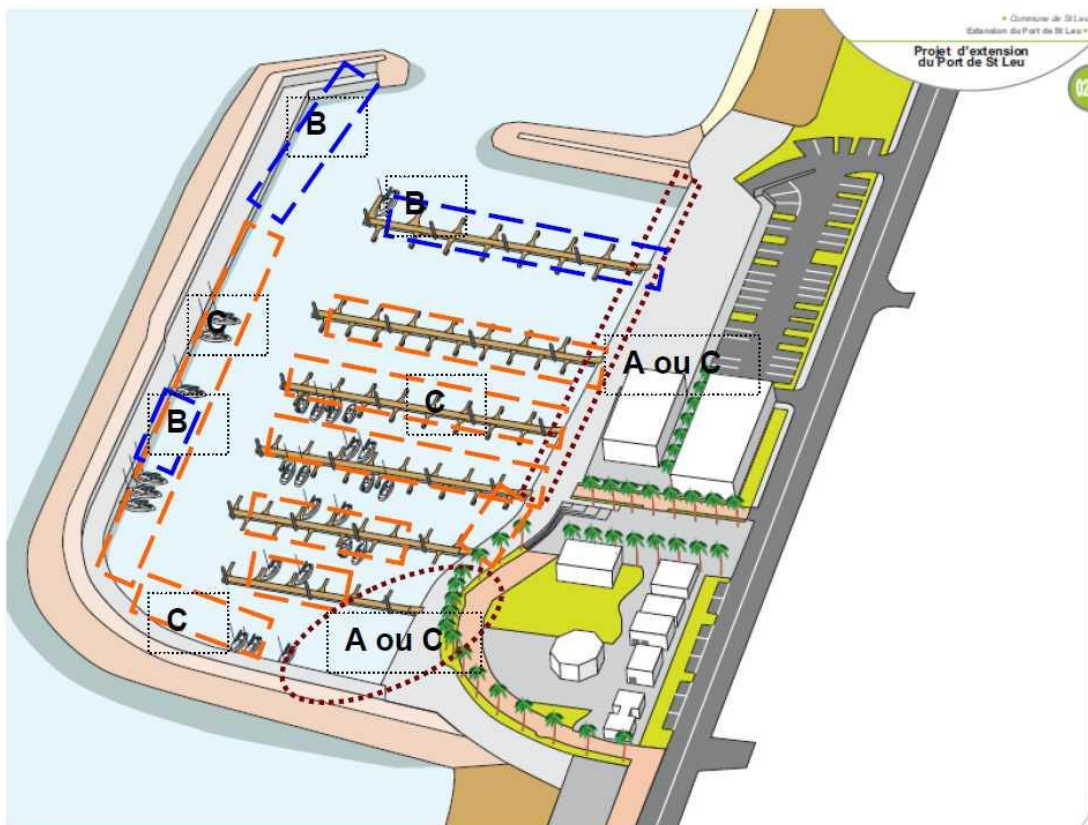 • Commune de St Leu
Extension du Port de St Leu •
Projet d'extension
du Port de St Leu
02
B
B
C
A ou C
C
B
C
A ou C